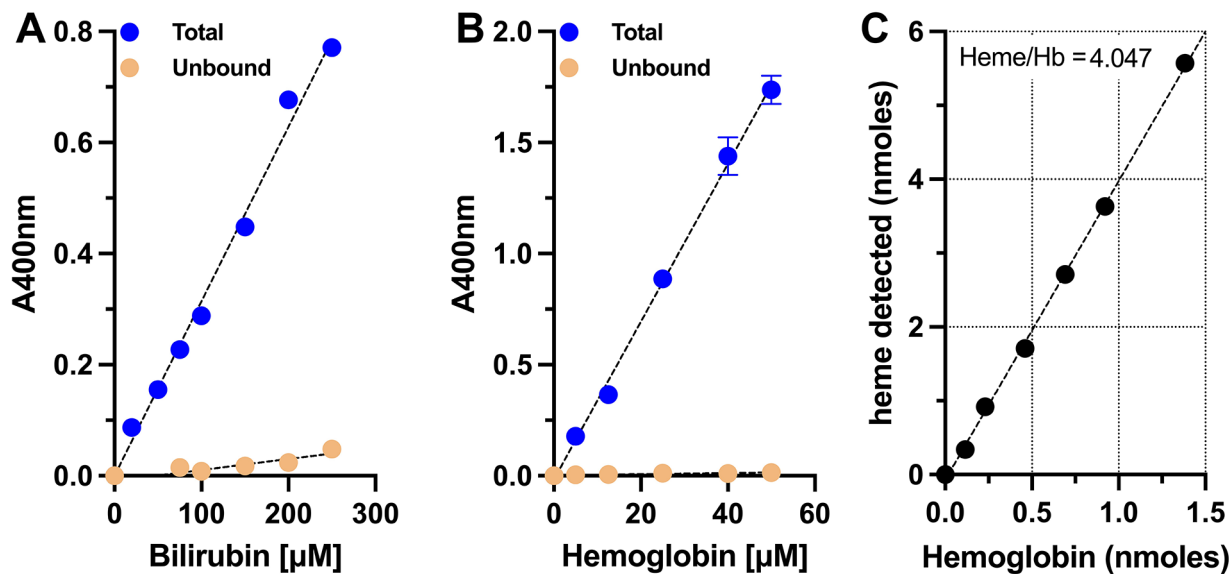 A
Total
Unbound
0.8
0.6
0.4
0.2
0.0
A400nm
0 100 200 300
Bilirubin [µM]
B
Total
Unbound
2.0
1.5
1.0
0.5
0.0
A400nm
0 20 40 60
Hemoglobin [µM]
C
Heme/Hb = 4.047
6
4
2
0
heme detected (nmoles)
0.0 0.5 1.0 1.5
Hemoglobin (nmoles)